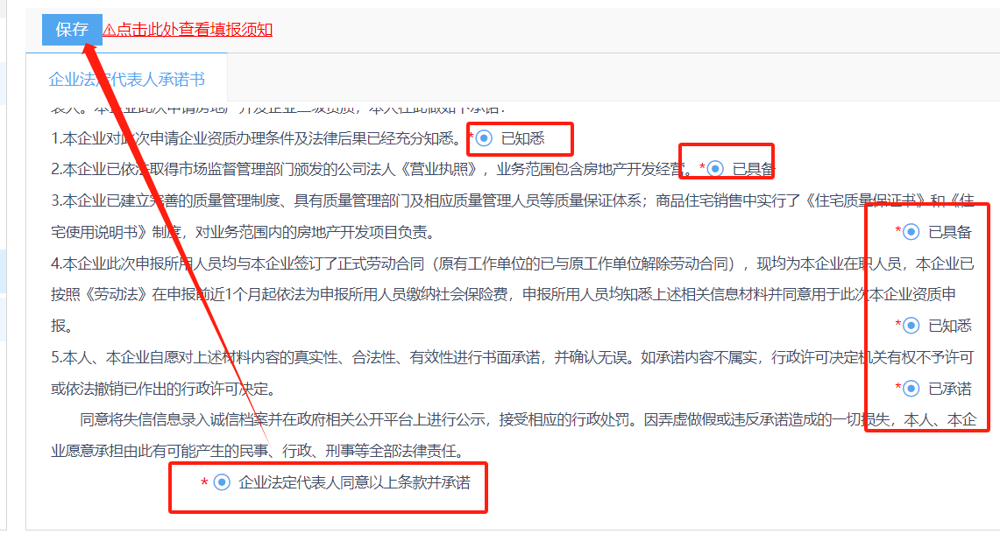 保存 ⚠点击此处查看填报须知
企业法定代表人承诺书
表人。本企业此次申请房地产开发企业二级资质，本人在此做如下承诺：
1.本企业对此次申请企业资质办理条件及法律后果已经充分知悉。 * 已知悉
2.本企业已依法取得市场监督管理部门颁发的公司法人《营业执照》，业务范围包含房地产开发经营。 * 已具备
3.本企业已建立完善的质量管理制度、具有质量管理部门及相应质量管理人员等质量保证体系；商品住宅销售中实行了《住宅质量保证书》和《住
宅使用说明书》制度，对业务范围内的房地产开发项目负责。 * 已具备
4.本企业此次申报所用人员均与本企业签订了正式劳动合同（原有工作单位的已与原工作单位解除劳动合同），现均为本企业在职人员，本企业已
按照《劳动法》在申报前近1个月起依法为申报所用人员缴纳社会保险费，申报所用人员均知悉上述相关信息材料并同意用于此次本企业资质申
报。 * 已知悉
5.本人、本企业自愿对上述材料内容的真实性、合法性、有效性进行书面承诺，并确认无误。如承诺内容不属实，行政许可决定机关有权不予许可
或依法撤销已作出的行政许可决定。 * 已承诺
同意将失信信息录入诚信档案并在政府相关公开平台上进行公示，接受相应的行政处罚。因弄虚做假或违反承诺造成的一切损失，本人、本企
业愿意承担由此有可能产生的民事、行政、刑事等全部法律责任。
* 企业法定代表人同意以上条款并承诺